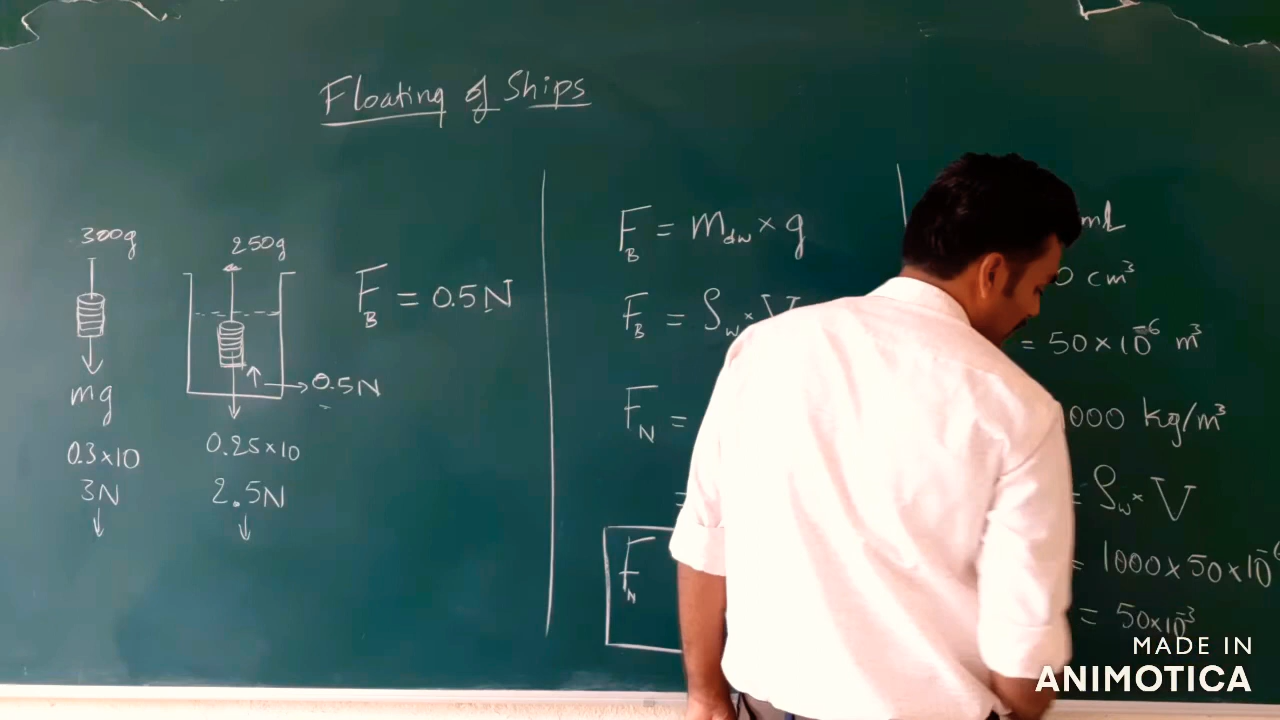 Floating of Ships
300g
mg
0.3×10
3N
250g
0.5N
0.25×10
2.5N
F_B = 0.5N
F_B = m_dw × g
F_B = ρ_w × V
F_N =
=
F_N
mL
0 cm³
= 50×10⁻⁶ m³
000 kg/m³
= ρ_w × V
= 1000×50×10⁻⁶
= 50×10⁻³
MADE IN
ANIMOTICA